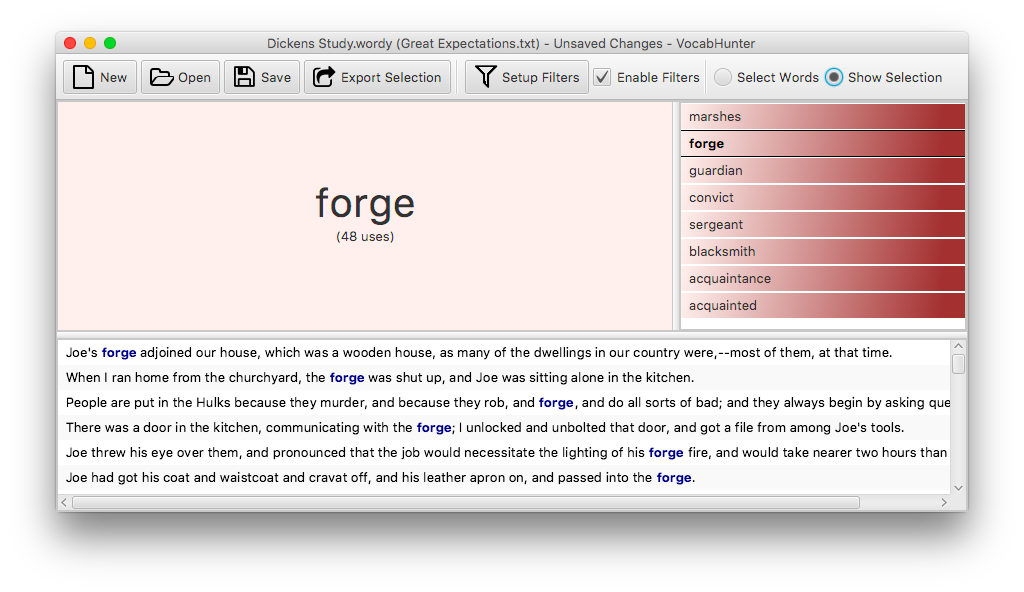 Dickens Study.wordy (Great Expectations.txt) - Unsaved Changes - VocabHunter
New Open Save Export Selection Setup Filters Enable Filters Select Words Show Selection
forge
(48 uses)
marshes
forge
guardian
convict
sergeant
blacksmith
acquaintance
acquainted
Joe's forge adjoined our house, which was a wooden house, as many of the dwellings in our country were,--most of them, at that time.
When I ran home from the churchyard, the forge was shut up, and Joe was sitting alone in the kitchen.
People are put in the Hulks because they murder, and because they rob, and forge, and do all sorts of bad; and they always begin by asking que
There was a door in the kitchen, communicating with the forge; I unlocked and unbolted that door, and got a file from among Joe's tools.
Joe threw his eye over them, and pronounced that the job would necessitate the lighting of his forge fire, and would take nearer two hours than
Joe had got his coat and waistcoat and cravat off, and his leather apron on, and passed into the forge.